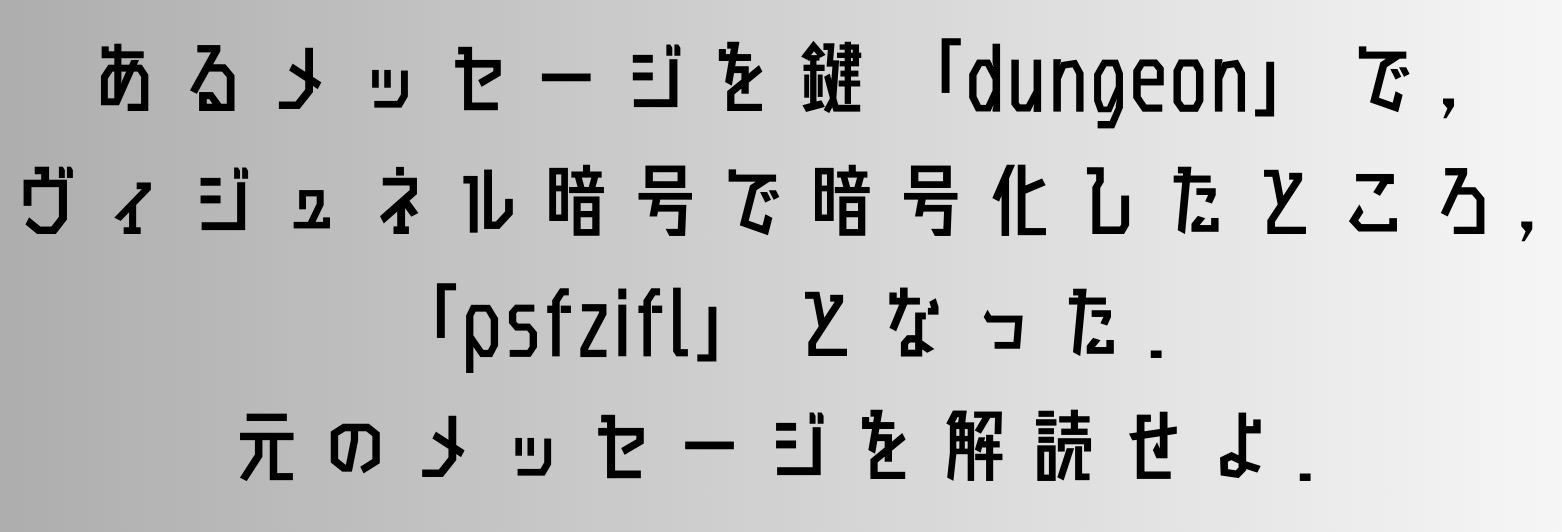 あるメッセージを鍵「dungeon」で,
ヴィジュネル暗号で暗号化したところ,
「psfzifl」となった.
元のメッセージを解読せよ.